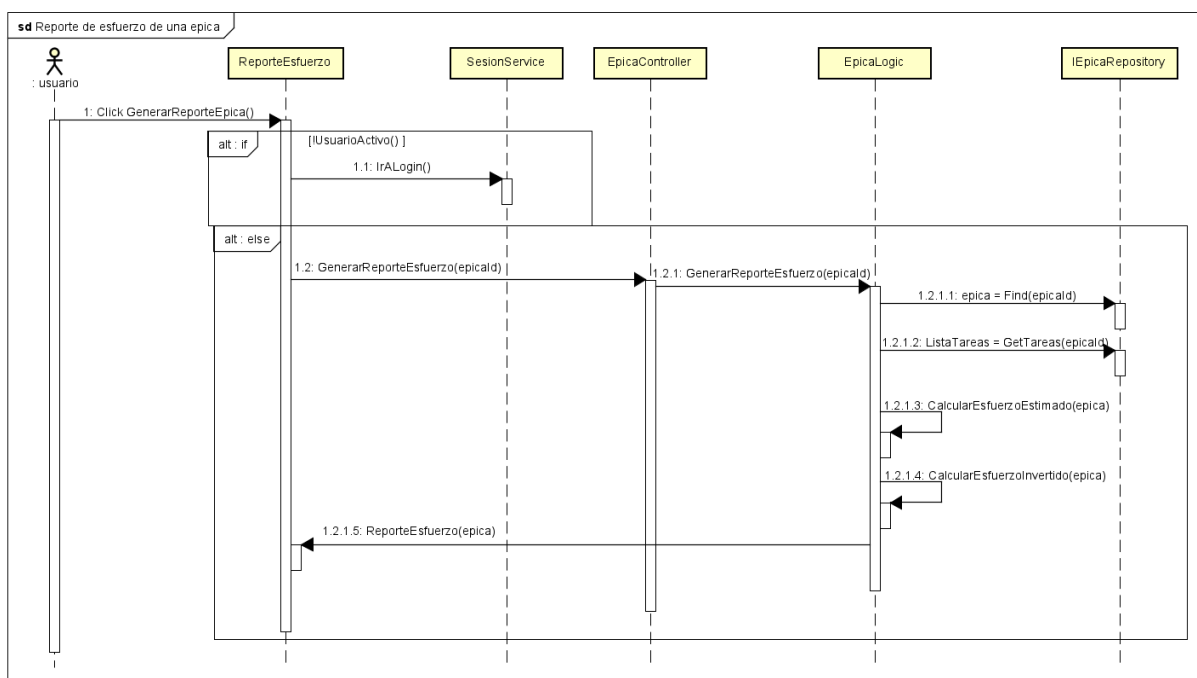 sd Reporte de esfuerzo de una epica
: usuario
ReporteEsfuerzo
SesionService
EpicaController
EpicaLogic
IEpicaRepository
1: Click GenerarReporteEpica()
alt : if
[!UsuarioActivo() ]
1.1: IrALogin()
alt : else
1.2: GenerarReporteEsfuerzo(epicaId)
1.2.1: GenerarReporteEsfuerzo(epicaId)
1.2.1.1: epica = Find(epicaId)
1.2.1.2: ListaTareas = GetTareas(epicaId)
1.2.1.3: CalcularEsfuerzoEstimado(epica)
1.2.1.4: CalcularEsfuerzoInvertido(epica)
1.2.1.5: ReporteEsfuerzo(epica)